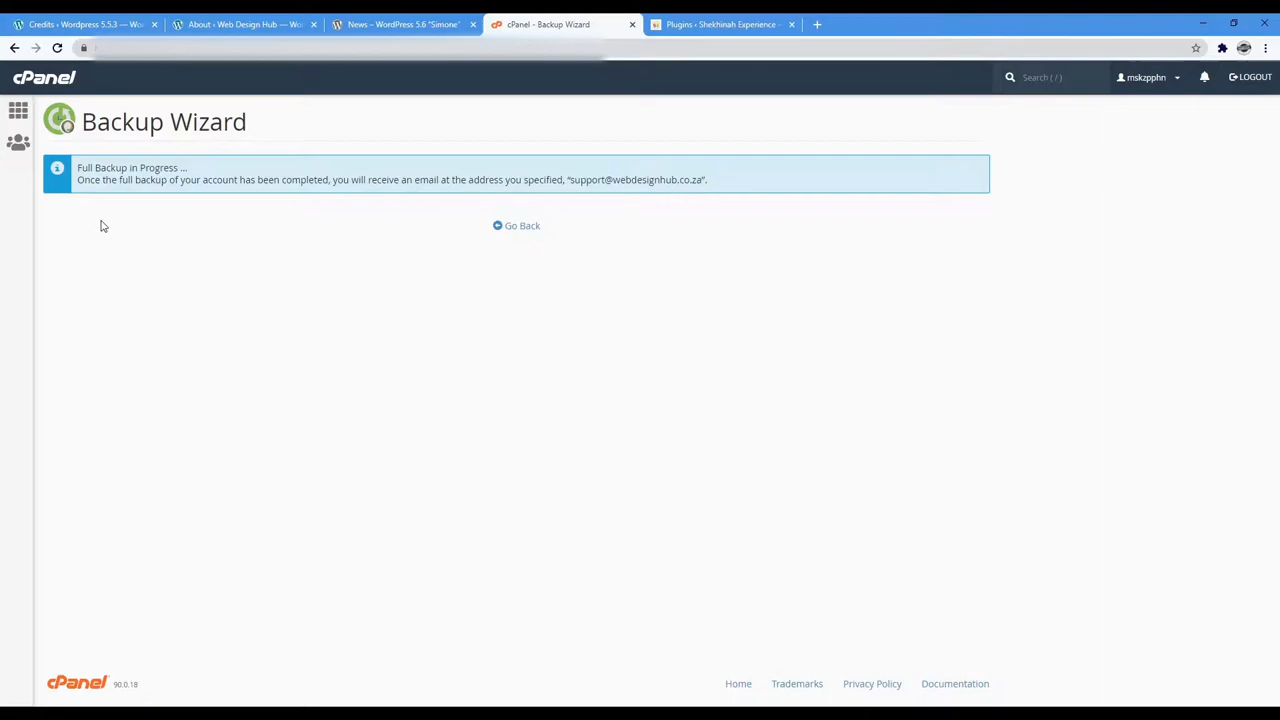 Credits ‹ Wordpress 5.5.3 — Wo
About ‹ Web Design Hub — Wor
News – WordPress 5.6 "Simone"
cPanel - Backup Wizard
Plugins ‹ Shekhinah Experience –
cPanel
Search ( / )
mskzpphn
LOGOUT
Backup Wizard
Full Backup in Progress ...
Once the full backup of your account has been completed, you will receive an email at the address you specified, “support@webdesignhub.co.za”.
Go Back
cPanel 90.0.18
Home Trademarks Privacy Policy Documentation